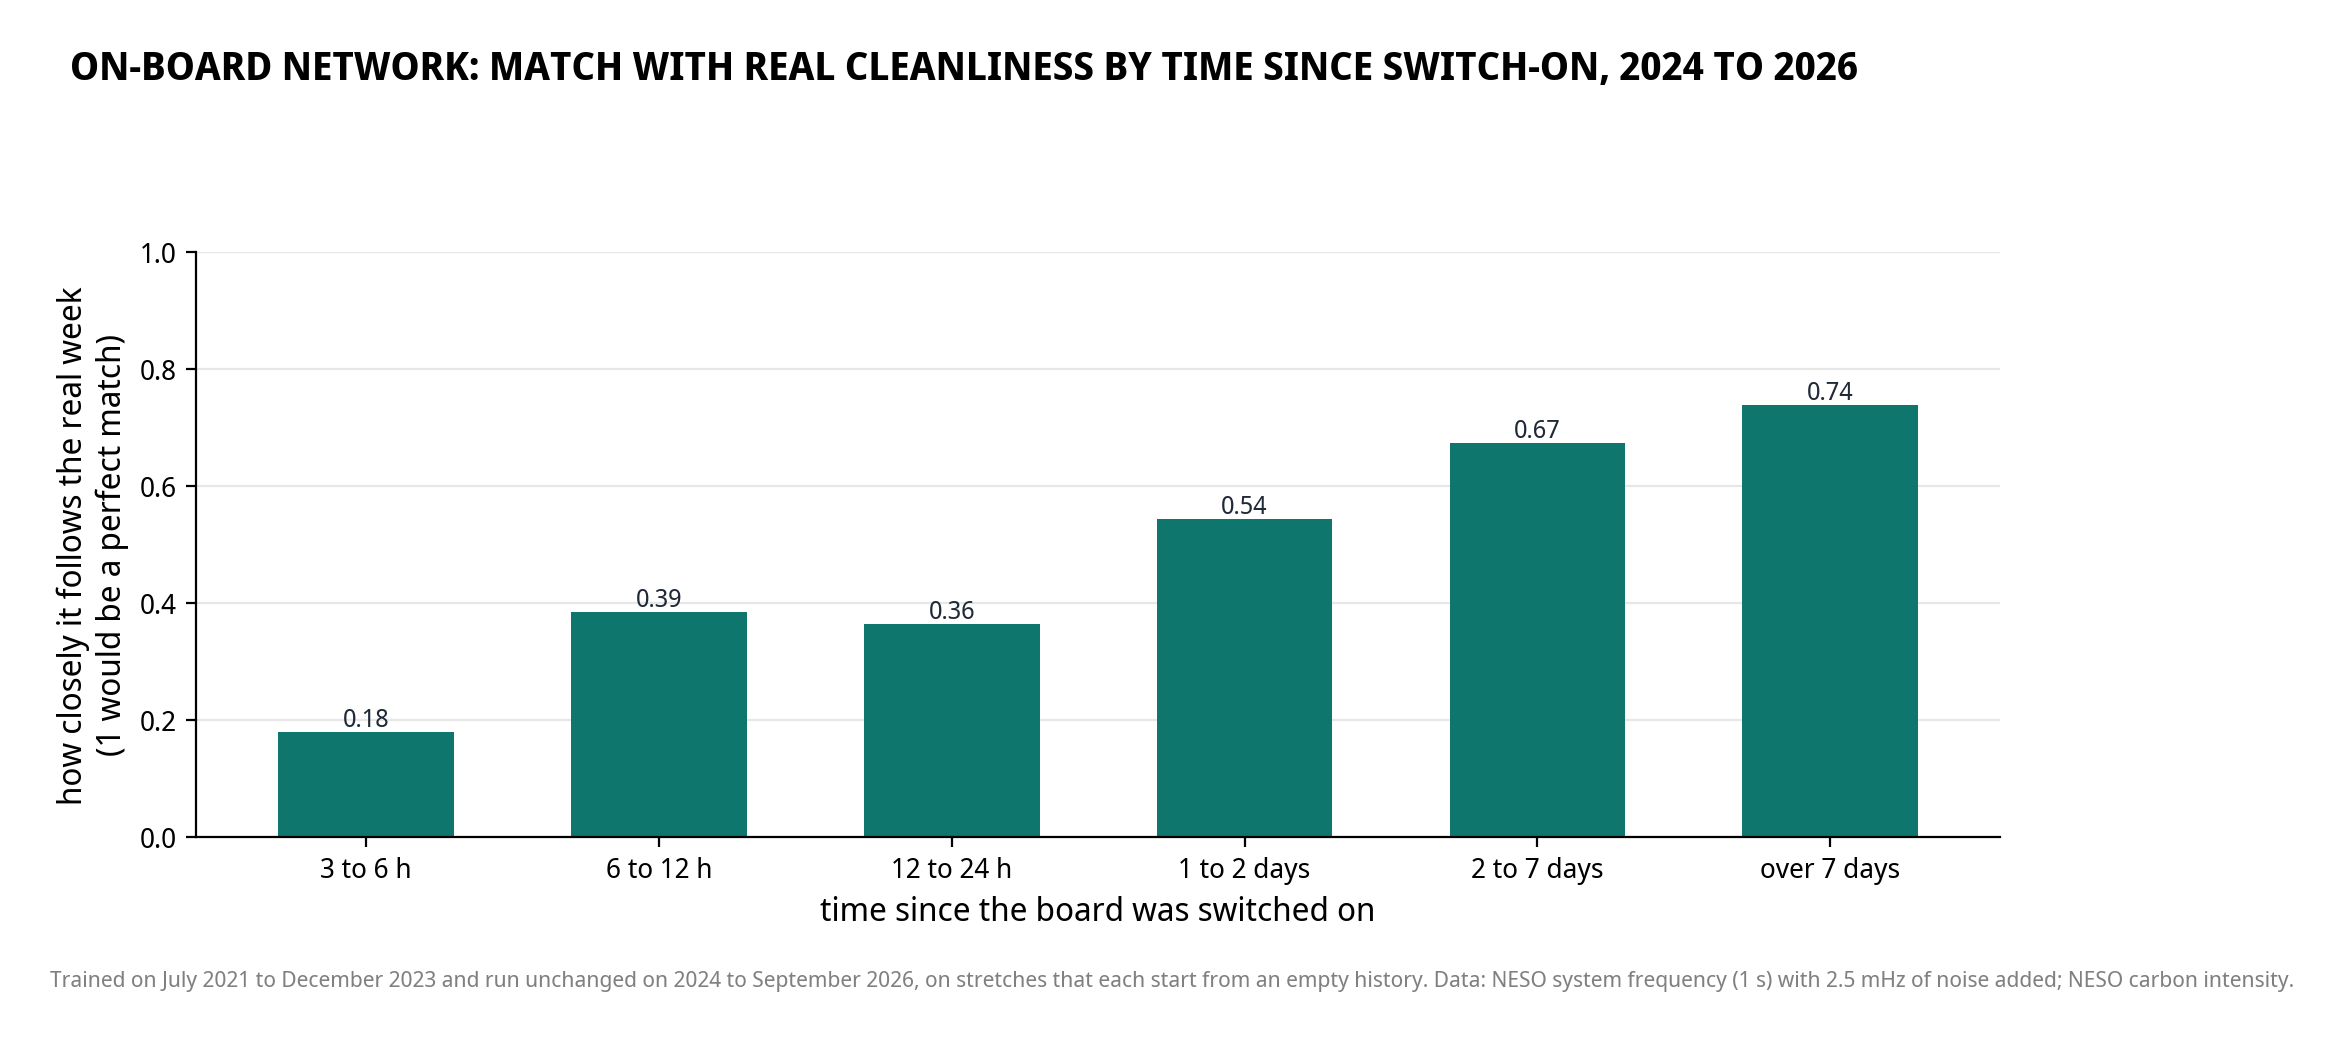 ON-BOARD NETWORK: MATCH WITH REAL CLEANLINESS BY TIME SINCE SWITCH-ON, 2024 TO 2026
how closely it follows the real week
(1 would be a perfect match)
1.0
0.8
0.6
0.4
0.2
0.0
0.18
0.39
0.36
0.54
0.67
0.74
3 to 6 h
6 to 12 h
12 to 24 h
1 to 2 days
2 to 7 days
over 7 days
time since the board was switched on
Trained on July 2021 to December 2023 and run unchanged on 2024 to September 2026, on stretches that each start from an empty history. Data: NESO system frequency (1 s) with 2.5 mHz of noise added; NESO carbon intensity.